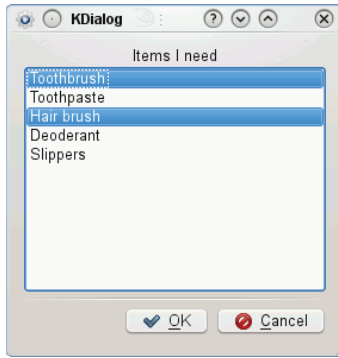 KDialog
Items I need
Toothbrush
Toothpaste
Hair brush
Deoderant
Slippers
OK
Cancel